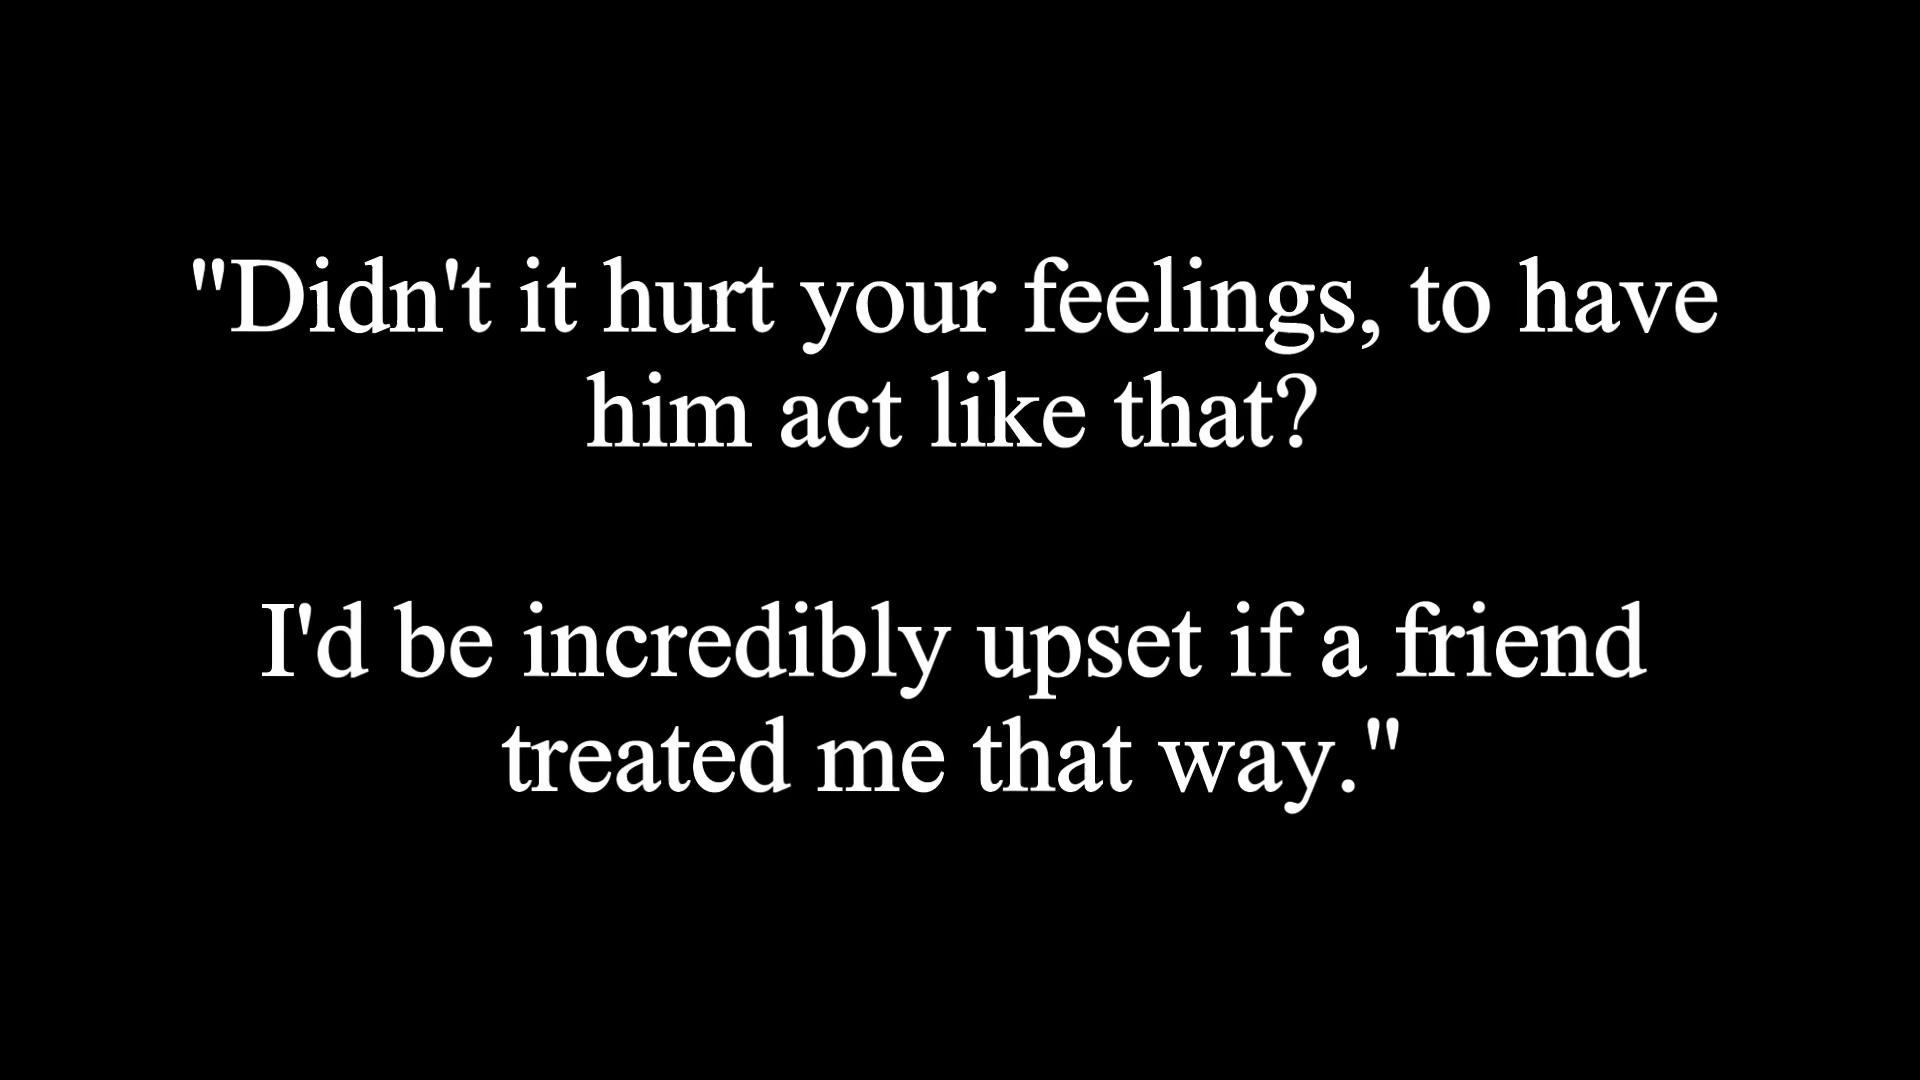 "Didn't it hurt your feelings, to have
him act like that?
I'd be incredibly upset if a friend
treated me that way."